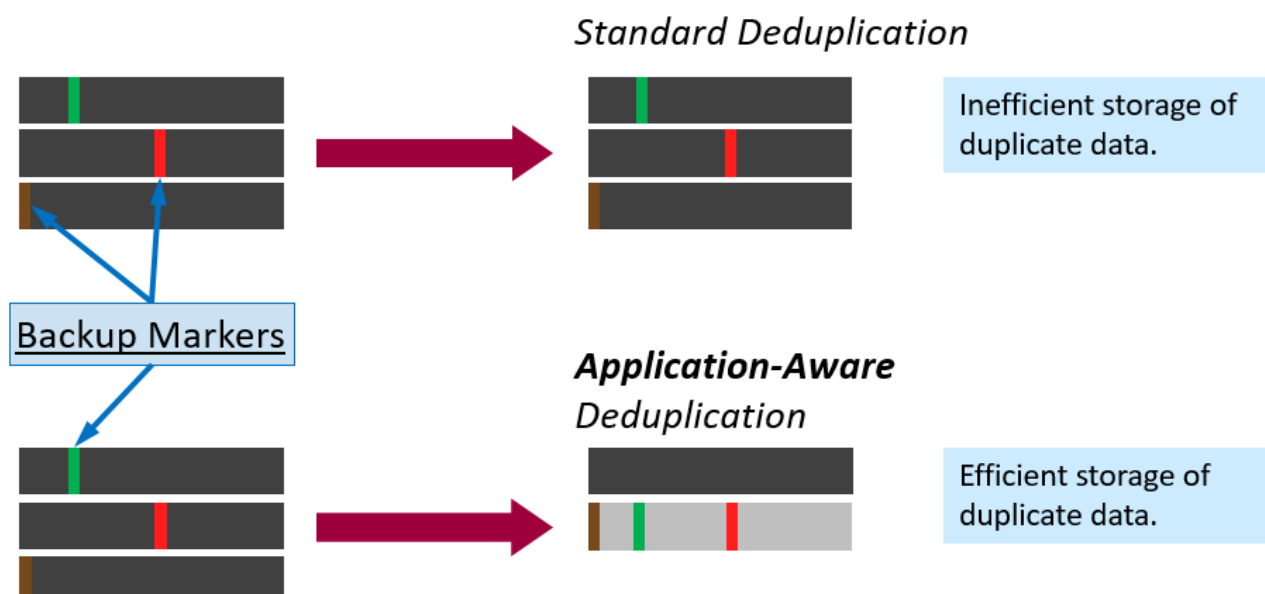 Standard Deduplication
Inefficient storage of
duplicate data.
Backup Markers
Application-Aware
Deduplication
Efficient storage of
duplicate data.